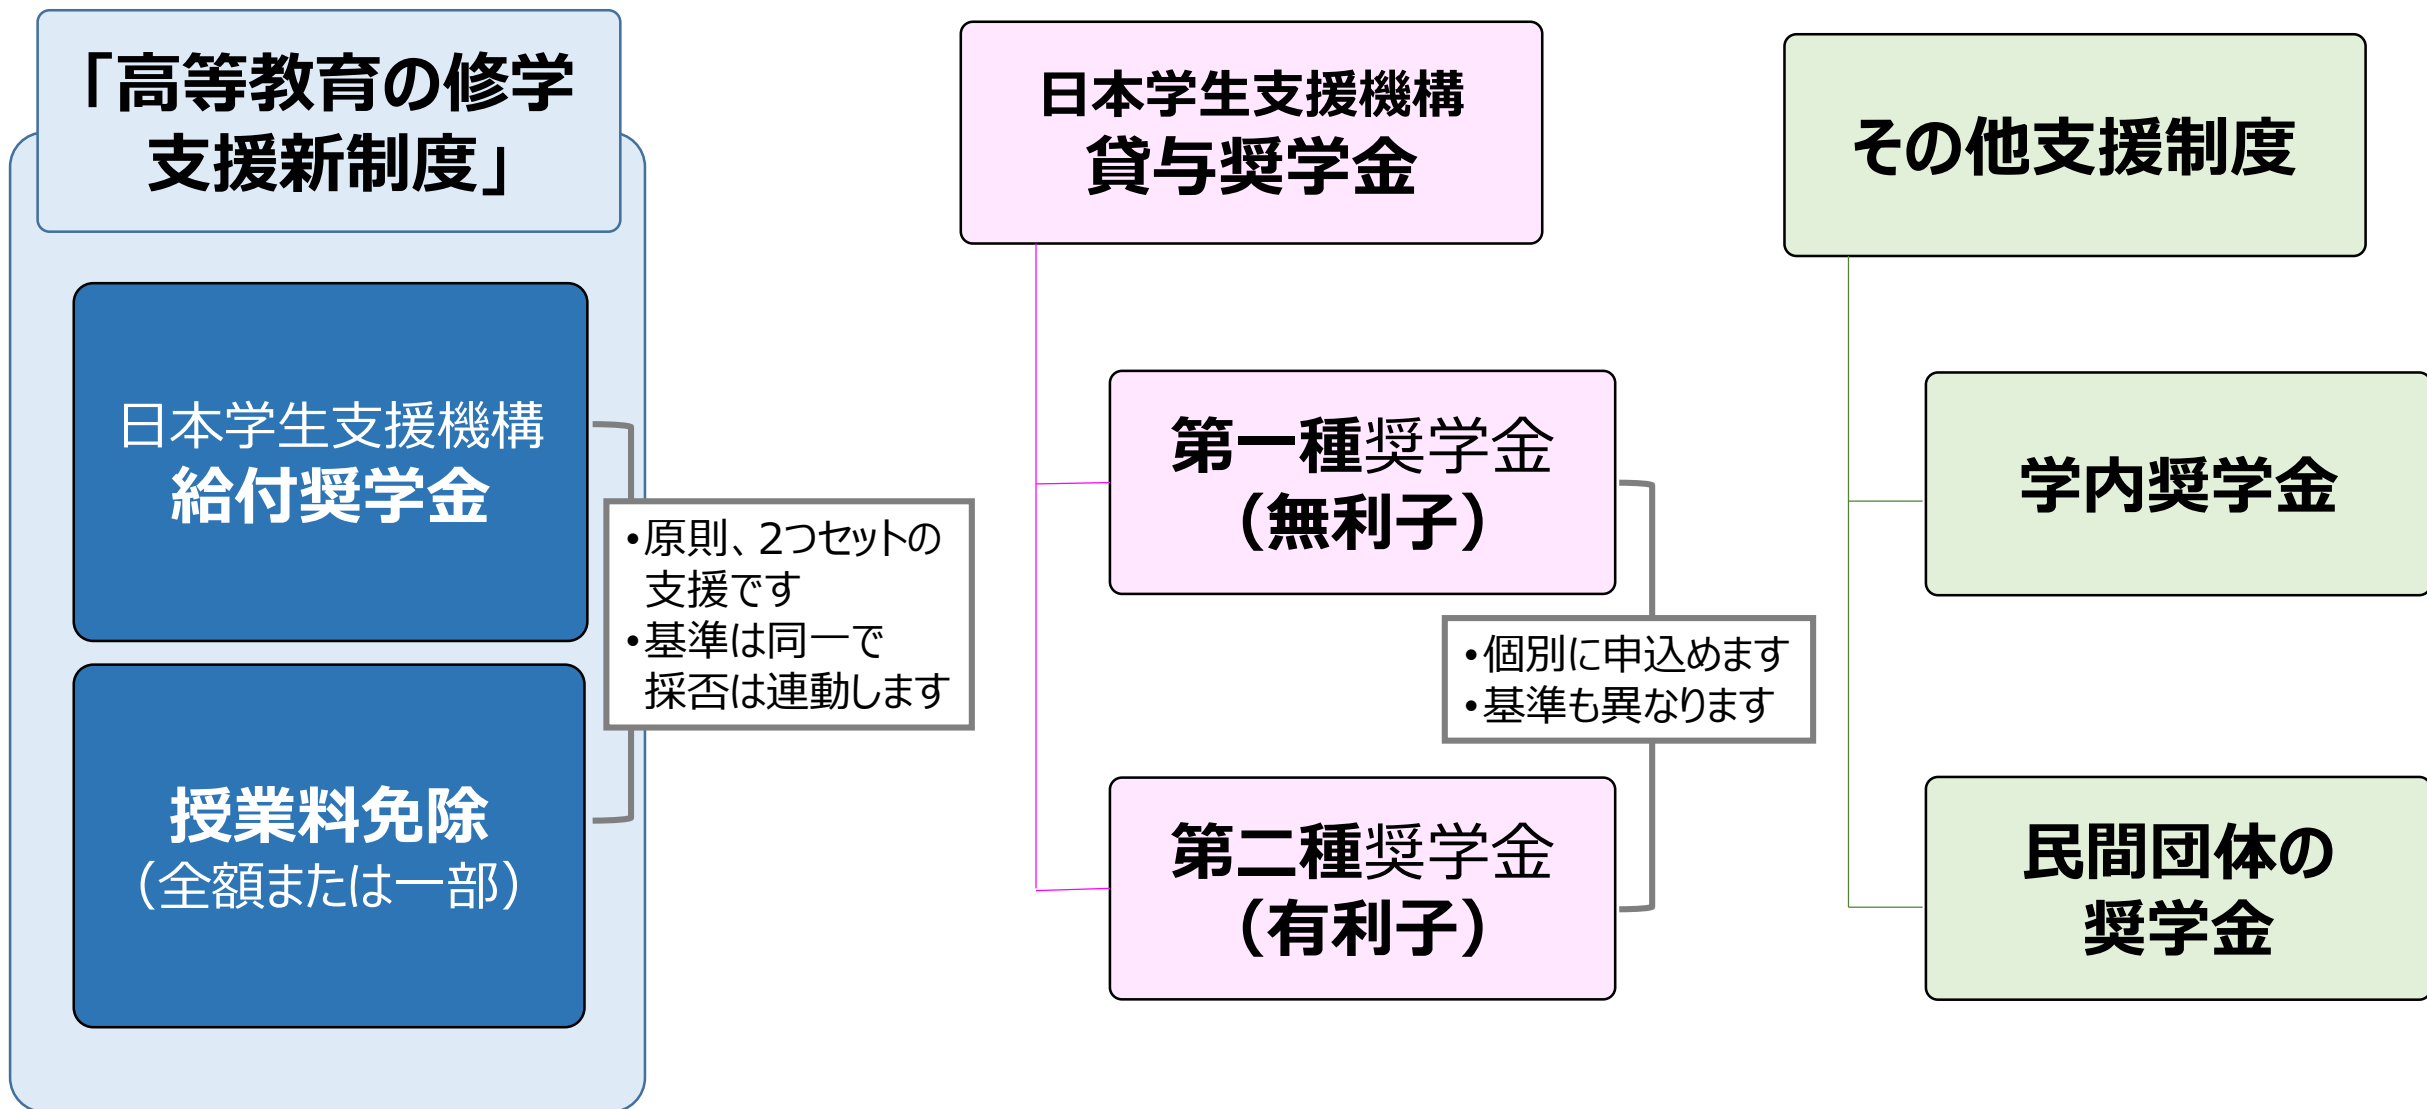 「高等教育の修学
支援新制度」
日本学生支援機構
給付奨学金
授業料免除
（全額または一部）
•原則、2つセットの
支援です
•基準は同一で
採否は連動します
日本学生支援機構
貸与奨学金
第一種奨学金
（無利子）
第二種奨学金
（有利子）
•個別に申込めます
•基準も異なります
その他支援制度
学内奨学金
民間団体の
奨学金